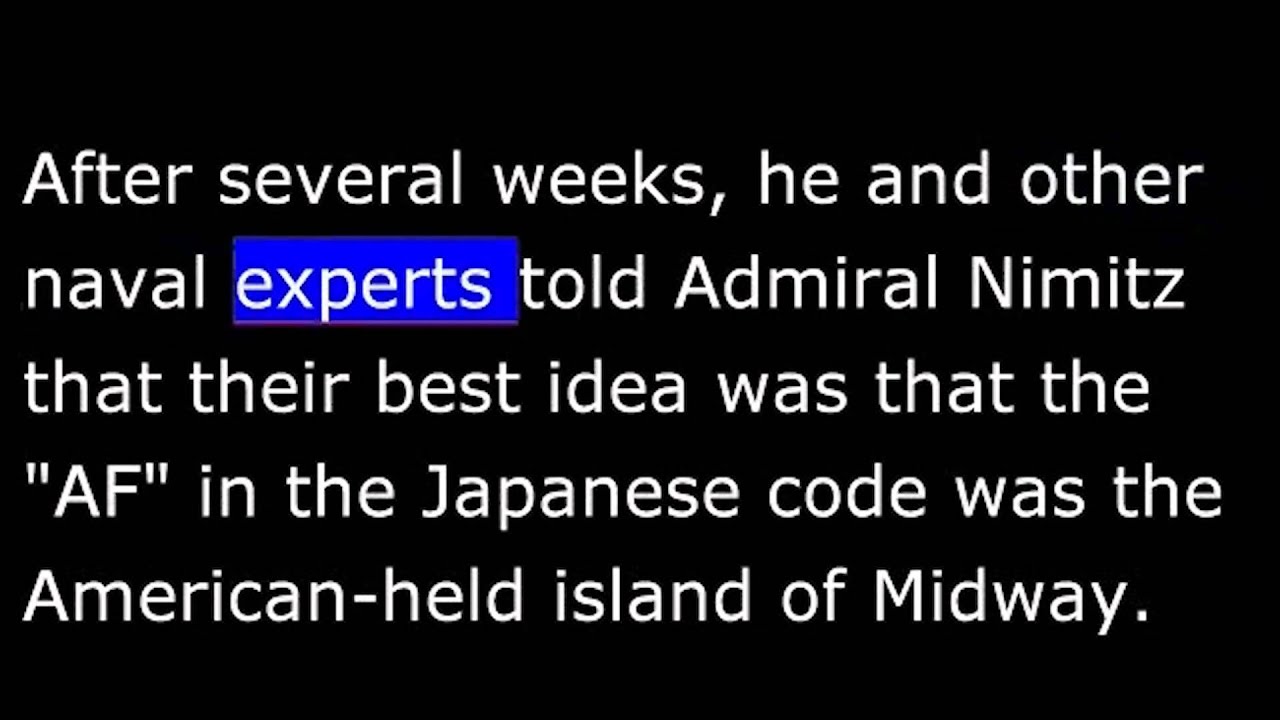 After several weeks, he and other
naval experts told Admiral Nimitz
that their best idea was that the
"AF" in the Japanese code was the
American-held island of Midway.